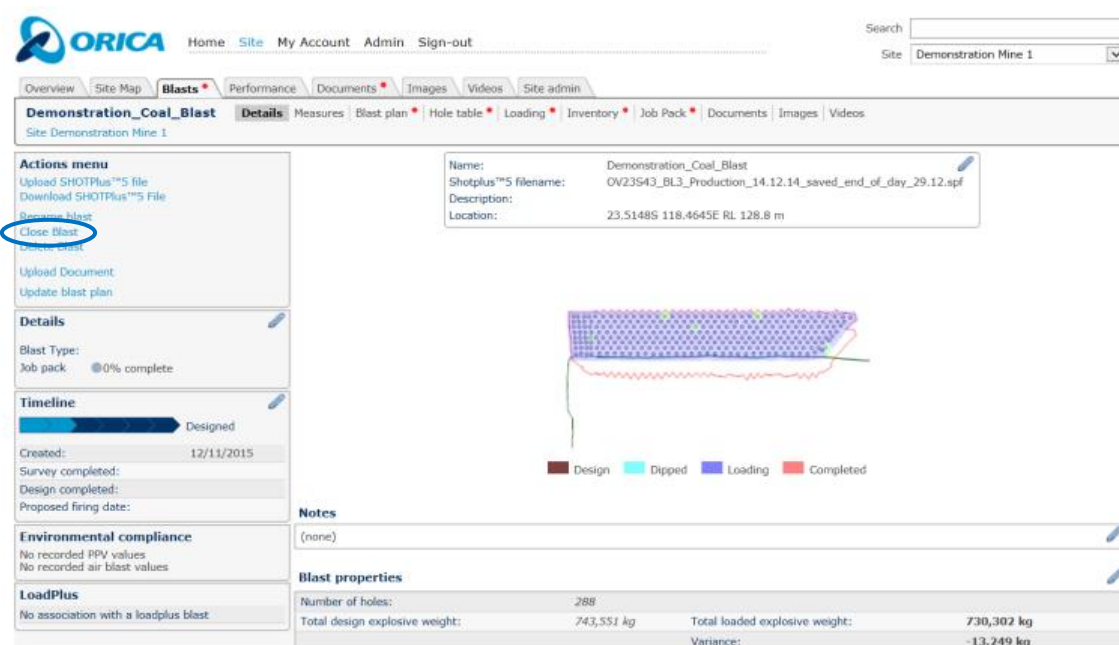 ORICA
Home Site My Account Admin Sign-out
Search
Site Demonstration Mine 1
Overview Site Map Blasts Performance Documents Images Videos Site admin
Demonstration_Coal_Blast Details Measures Blast plan Hole table Loading Inventory Job Pack Documents Images Videos
Site Demonstration Mine 1
Actions menu
Upload SHOTPlus™5 file
Download SHOTPlus™5 File
Rename blast
Close Blast
Delete Blast
Upload Document
Update blast plan
Name: Demonstration_Coal_Blast
Shotplus™5 filename: OV23S43_BL3_Production_14.12.14_saved_end_of_day_29.12.spf
Description:
Location: 23.5148S 118.4645E RL 128.8 m
Details
Blast Type:
Job pack 0% complete
Timeline
Designed
Created: 12/11/2015
Survey completed:
Design completed:
Proposed firing date:
Design Dipped Loading Completed
Environmental compliance
No recorded PPV values
No recorded air blast values
LoadPlus
No association with a loadplus blast
Notes
(none)
Blast properties
Number of holes: 288
Total design explosive weight: 743,551 kg Total loaded explosive weight: 730,302 kg
Variance: -13,249 kg